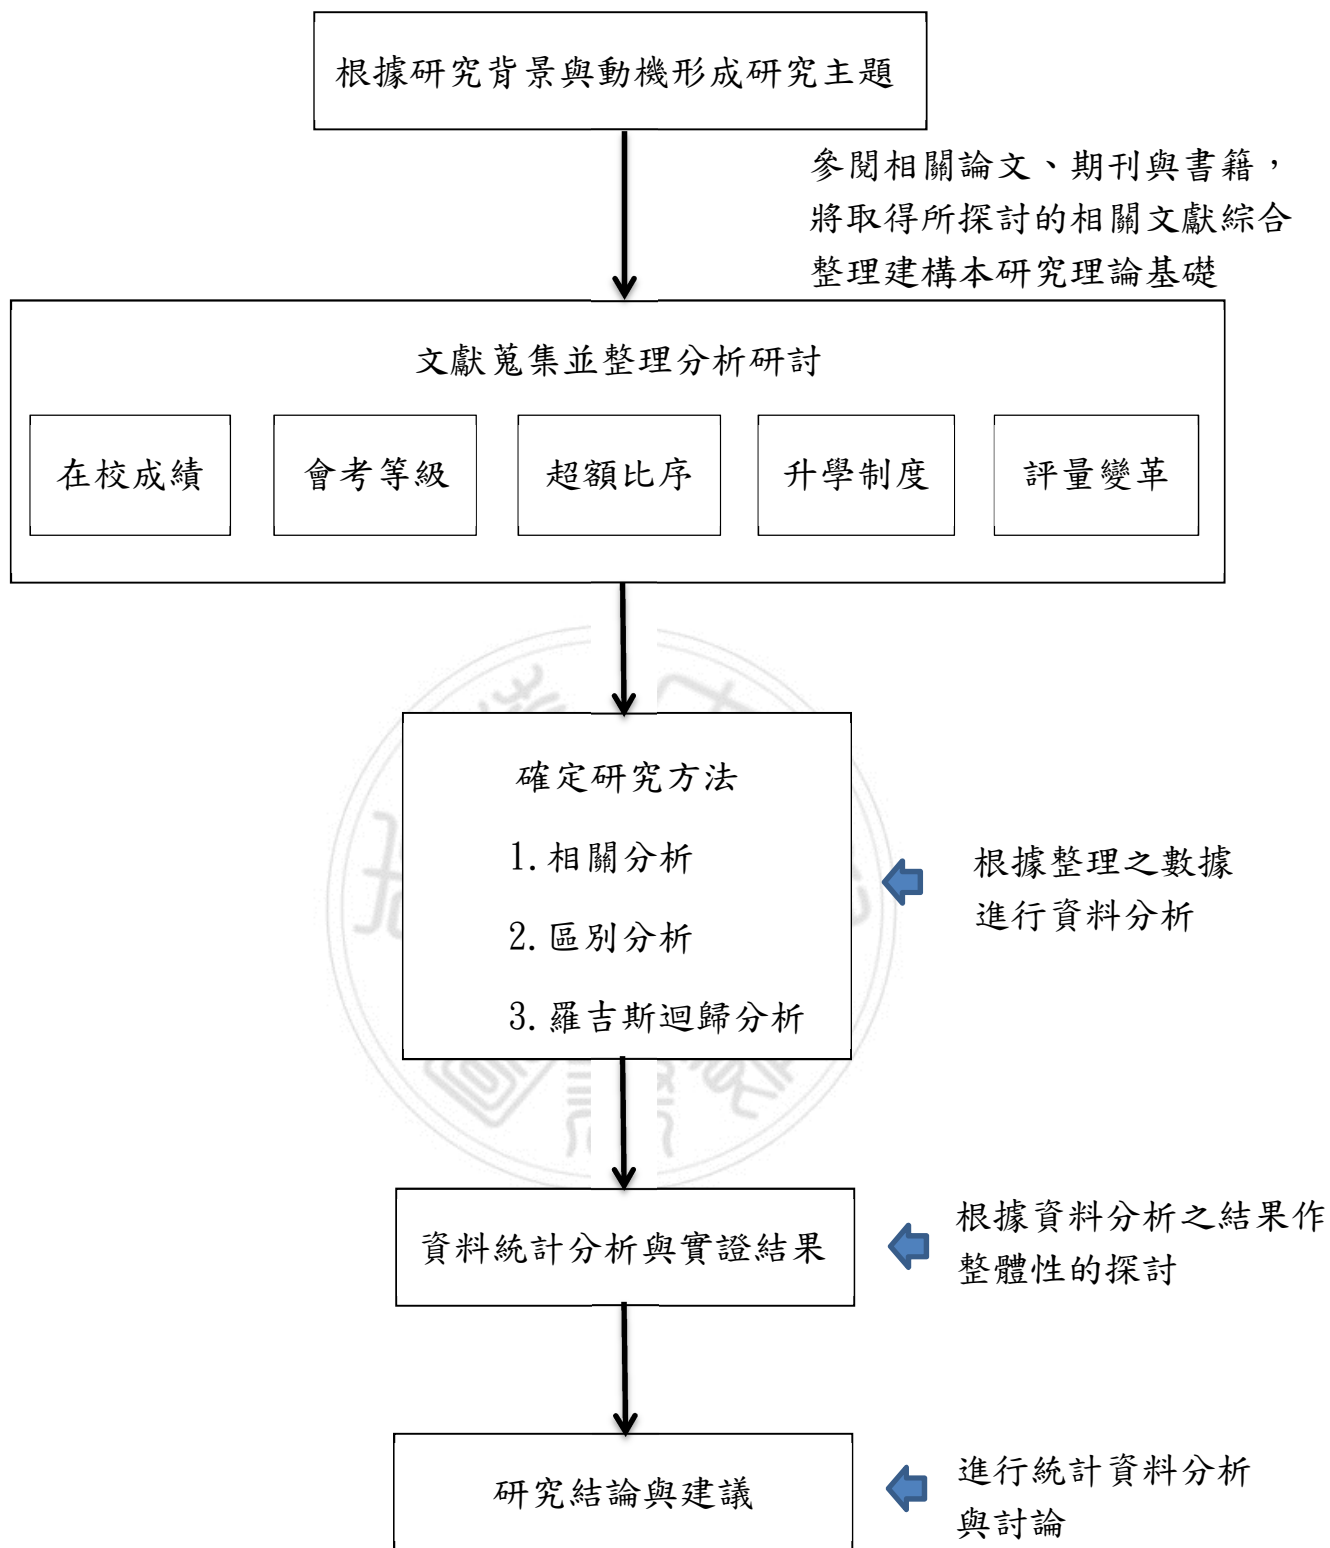 根據研究背景與動機形成研究主題
參閱相關論文、期刊與書籍，
將取得所探討的相關文獻綜合
整理建構本研究理論基礎
文獻蒐集並整理分析研討
在校成績
會考等級
超額比序
升學制度
評量變革
確定研究方法
1.相關分析
2.區別分析
3.羅吉斯迴歸分析
根據整理之數據
進行資料分析
資料統計分析與實證結果
根據資料分析之結果作
整體性的探討
研究結論與建議
進行統計資料分析
與討論